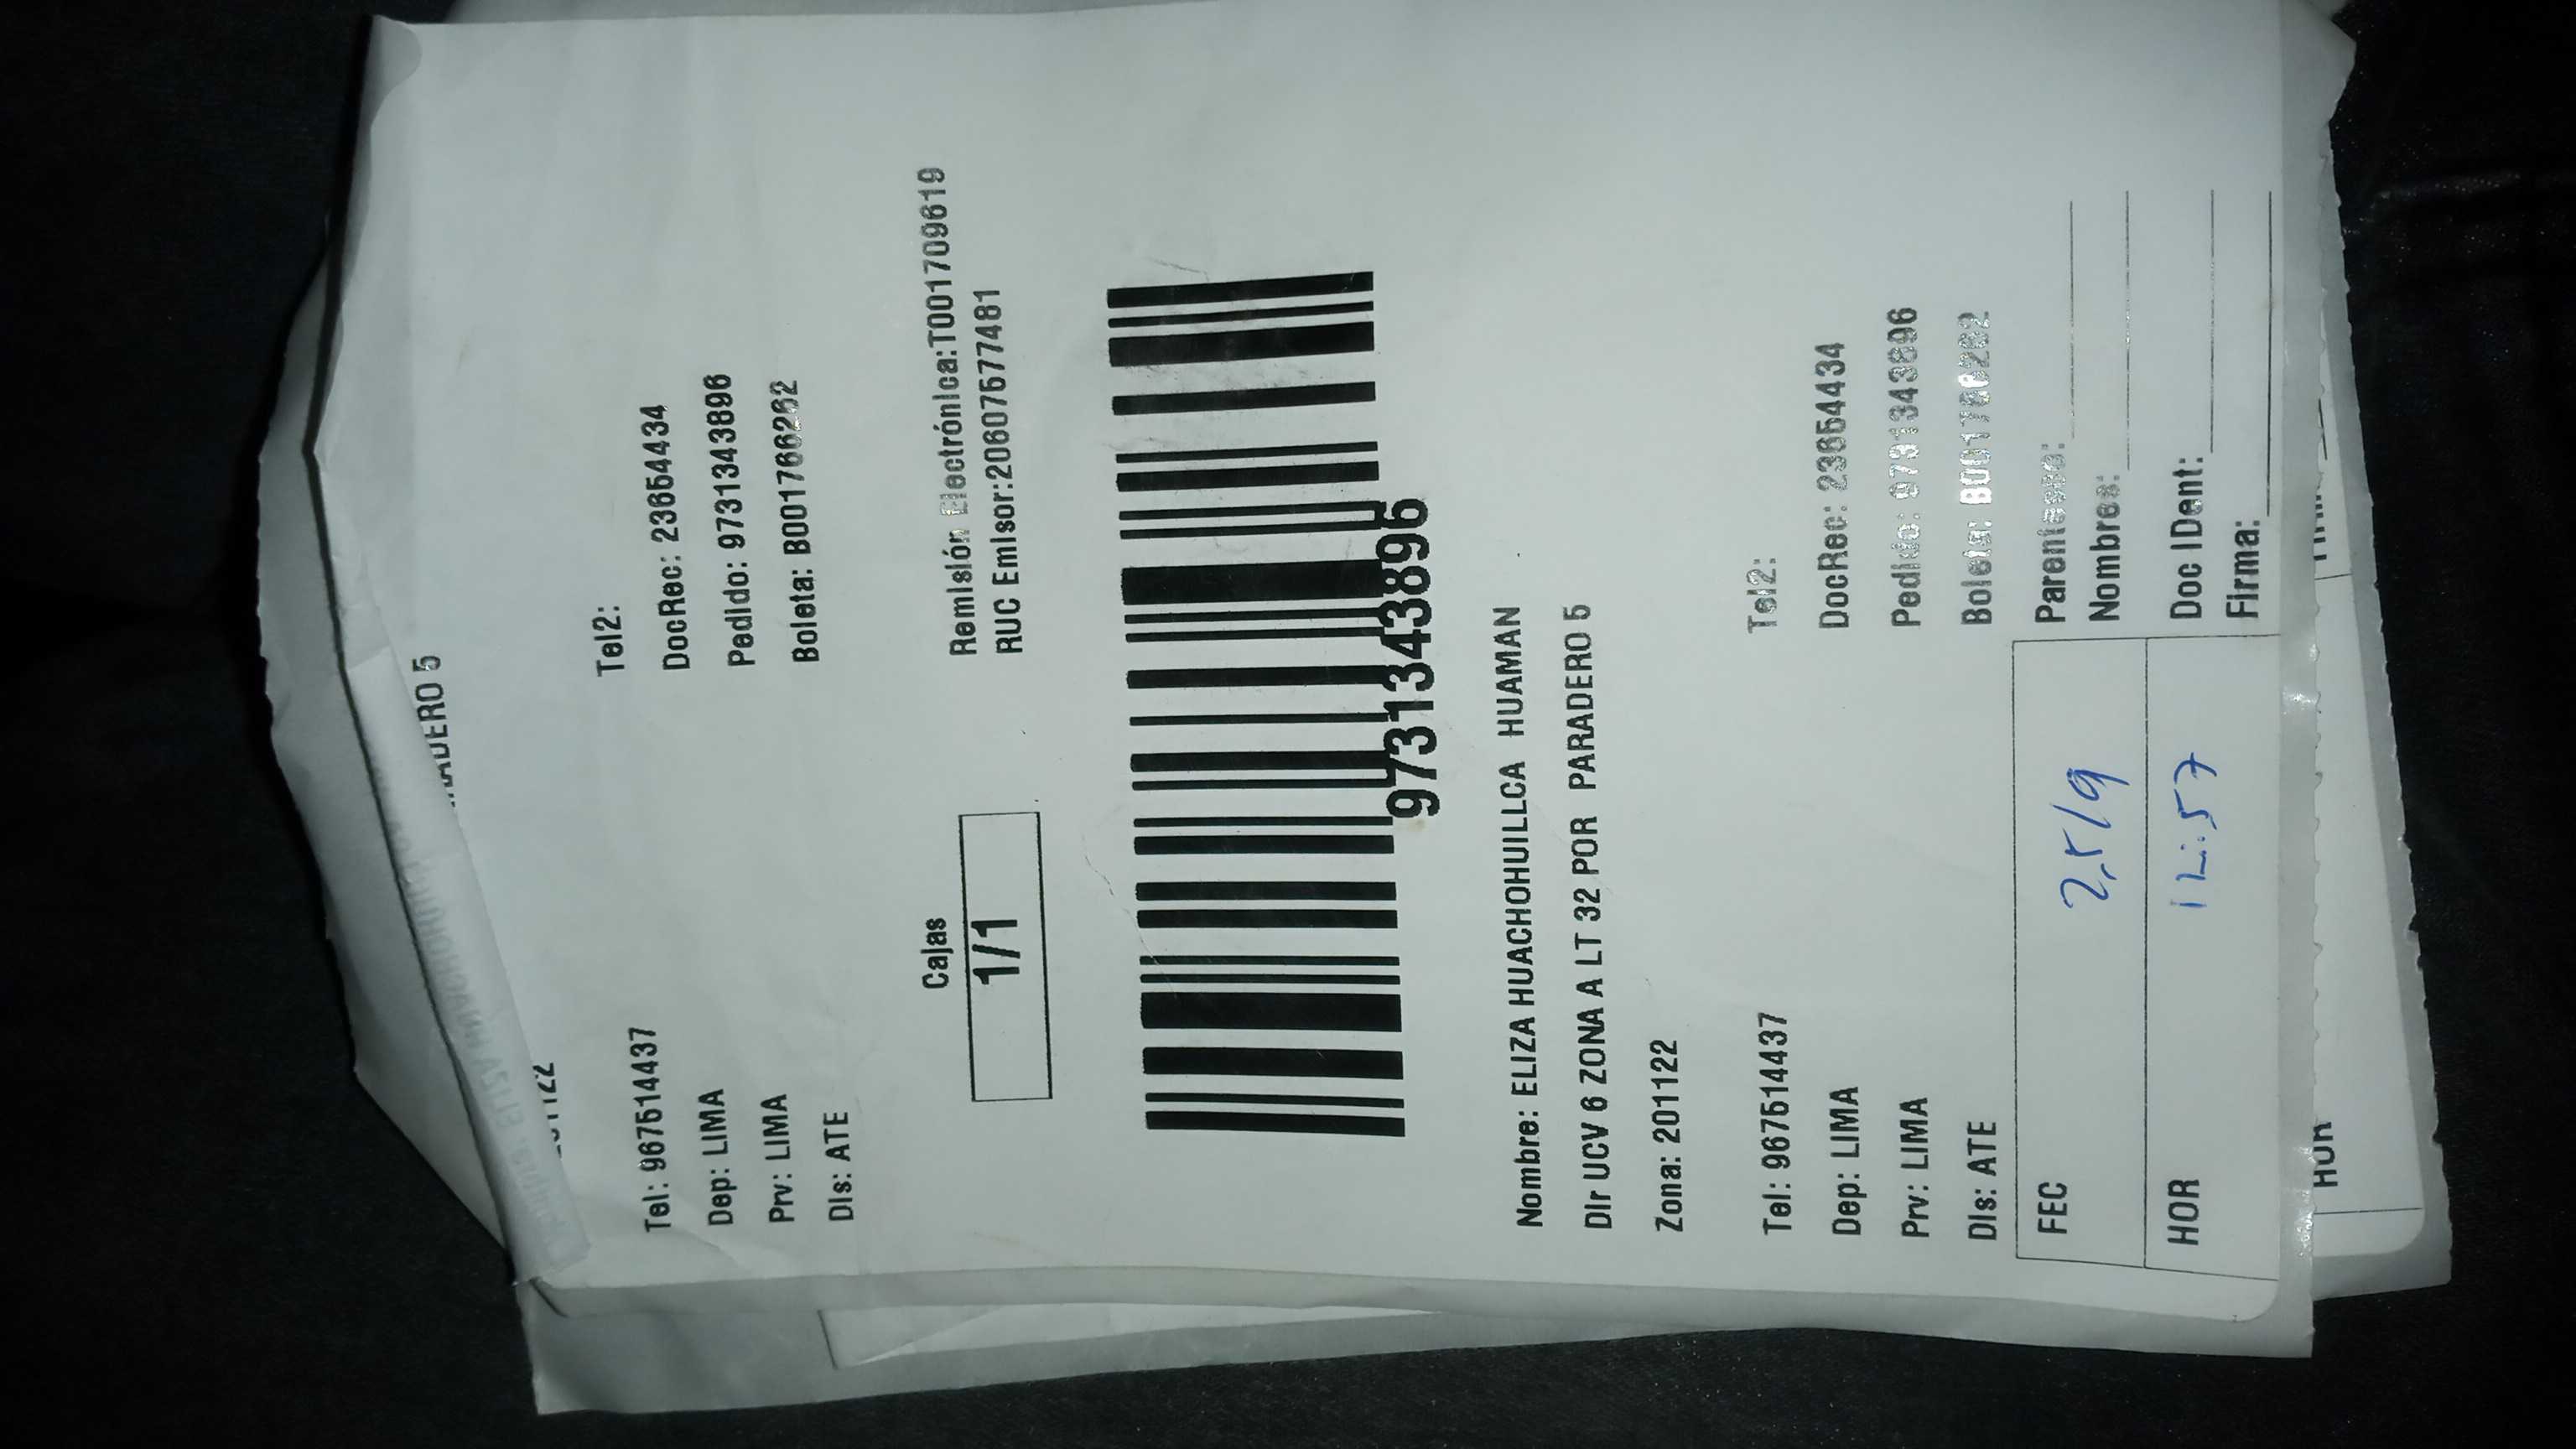 PARADERO 5
Tel: 967514437
Tel2:
Dep: LIMA
DocRec: 23654434
Prv: LIMA
Pedido: 9731343896
Dis: ATE
Boleta: B001766262
Cajas
1/1
Remisión Electrónica:T001709619
RUC Emisor:20607577481
9731343896
Nombre: ELIZA HUACHOHUILLCA HUAMAN
Dir UCV 6 ZONA A LT 32 POR PARADERO 5
Zona: 201122
Tel: 967514437
Tel2:
Dep: LIMA
DocRec: 23654434
Prv: LIMA
Pedido: 9731343896
Dis: ATE
Boleta: B001766262
FEC
25/9
Parentesco:
Nombres:
HOR
12:57
Doc IDent:
Firma:
HOR